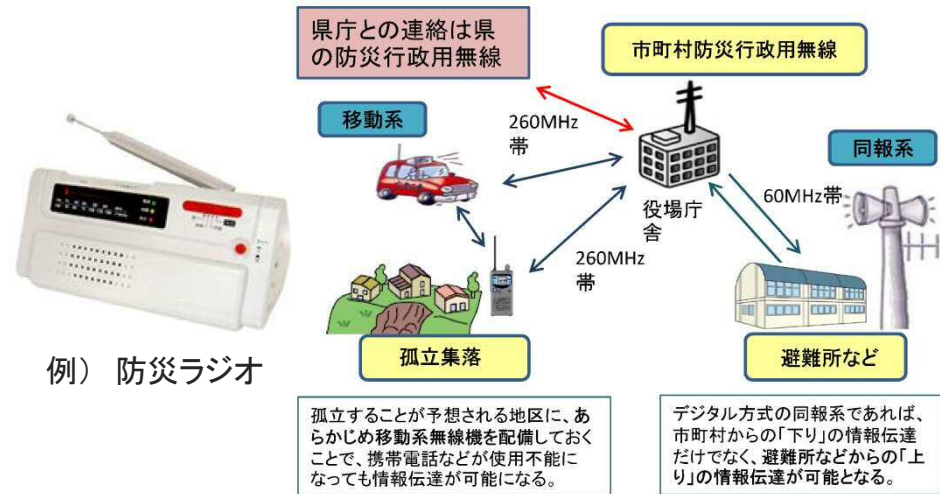 県庁との連絡は県
の防災行政用無線
市町村防災行政用無線
移動系
260MHz
帯
同報系
役場庁
舎
60MHz帯
260MHz
帯
例） 防災ラジオ
孤立集落
避難所など
孤立することが予想される地区に、あ
らかじめ移動系無線機を配備しておく
ことで、携帯電話などが使用不能に
なっても情報伝達が可能になる。
デジタル方式の同報系であれば、
市町村からの「下り」の情報伝達
だけでなく、避難所などからの「上
り」の情報伝達が可能となる。